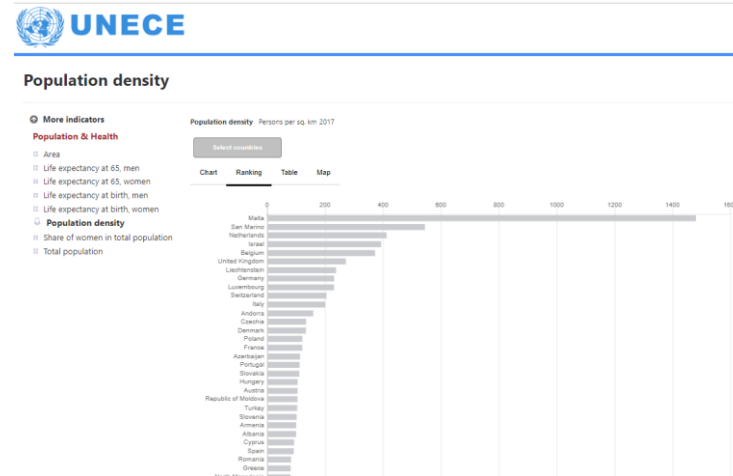 UNECE
Population density
More indicators
Population & Health
Area
Life expectancy at 65, men
Life expectancy at 65, women
Life expectancy at birth, men
Life expectancy at birth, women
Population density
Share of women in total population
Total population
Population density Persons per sq. km 2017
Select countries
Chart Ranking Table Map
0 200 400 600 800 1000 1200 1400
Malta
San Marino
Netherlands
Israel
Belgium
United Kingdom
Liechtenstein
Germany
Luxembourg
Switzerland
Italy
Andorra
Czechia
Denmark
Poland
France
Azerbaijan
Portugal
Slovakia
Hungary
Austria
Republic of Moldova
Turkey
Slovenia
Armenia
Albania
Cyprus
Spain
Romania
Greece